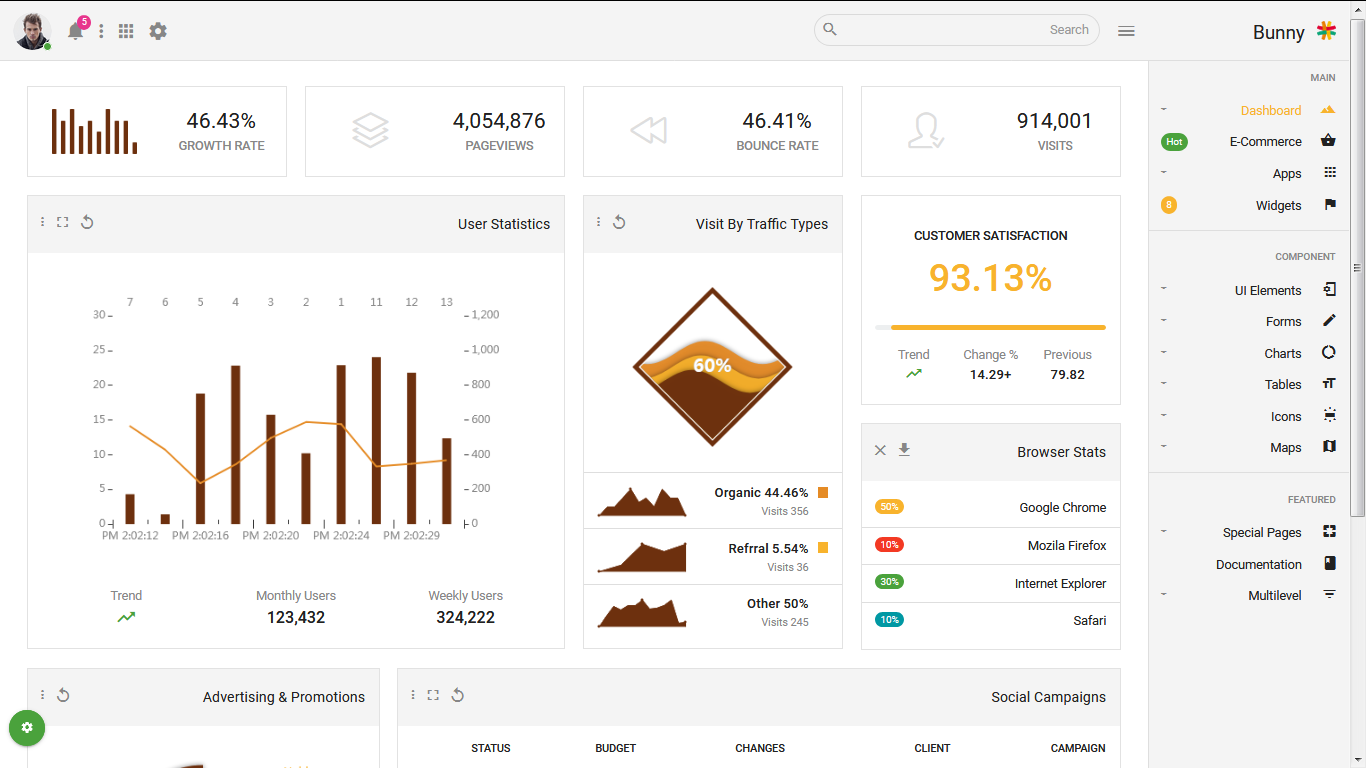 5
Search
Bunny
46.43%
GROWTH RATE
4,054,876
PAGEVIEWS
46.41%
BOUNCE RATE
914,001
VISITS
MAIN
Dashboard
Hot
E-Commerce
Apps
8
Widgets
COMPONENT
UI Elements
Forms
Charts
Tables
Icons
Maps
FEATURED
Special Pages
Documentation
Multilevel
User Statistics
7 6 5 4 3 2 1 11 12 13
30 1,200
25 1,000
20 800
15 600
10 400
5 200
0 0
PM 2:02:12 PM 2:02:16 PM 2:02:20 PM 2:02:24 PM 2:02:29
Trend Monthly Users Weekly Users
123,432 324,222
Visit By Traffic Types
60%
Organic 44.46%
Visits 356
Refrral 5.54%
Visits 36
Other 50%
Visits 245
CUSTOMER SATISFACTION
93.13%
Trend Change % Previous
14.29+ 79.82
Browser Stats
50% Google Chrome
10% Mozila Firefox
30% Internet Explorer
10% Safari
Advertising & Promotions
Social Campaigns
STATUS BUDGET CHANGES CLIENT CAMPAIGN